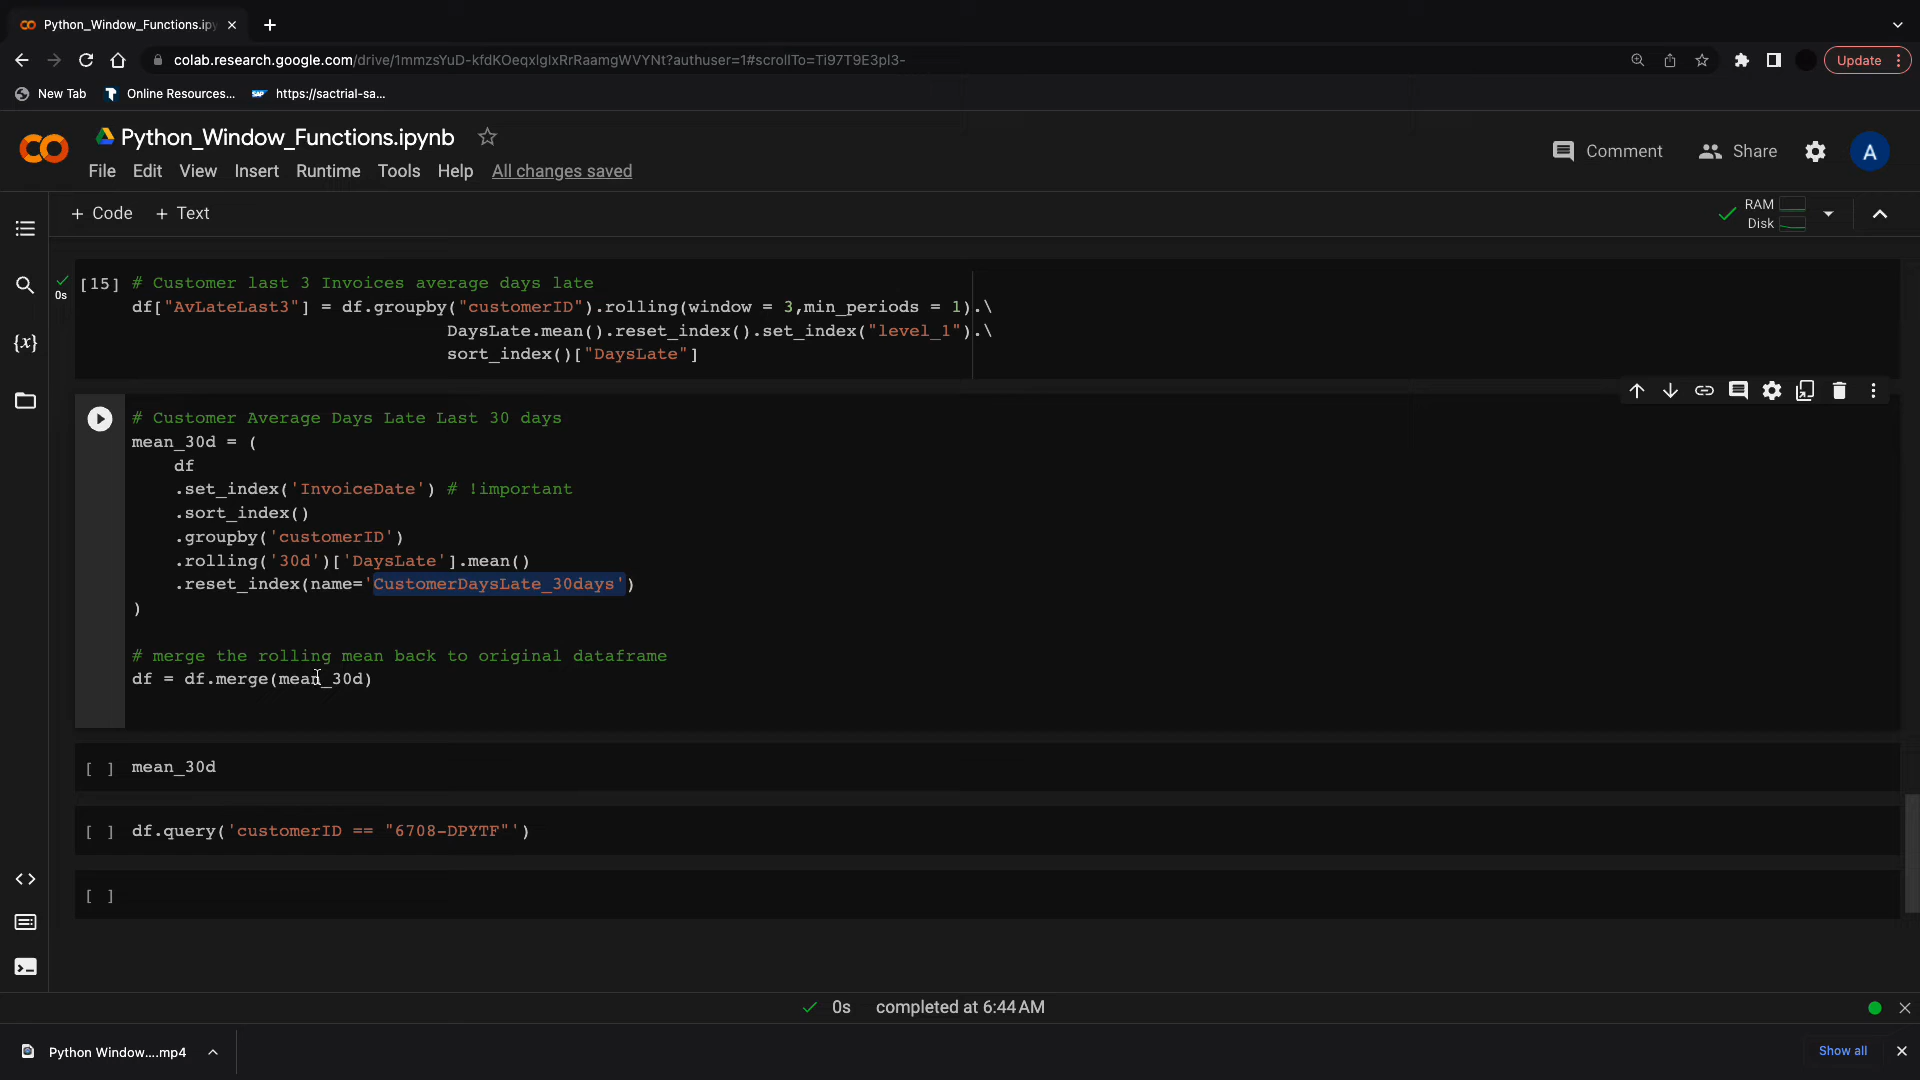 Python_Window_Functions.ipy
colab.research.google.com/drive/1mmzsYuD-kfdKOeqxlglxRrRaamgWVYNt?authuser=1#scrollTo=Ti97T9E3pl3-
Update
New Tab
Online Resources...
https://sactrial-sa...
Python_Window_Functions.ipynb
Comment
Share
A
File Edit View Insert Runtime Tools Help All changes saved
+ Code + Text
RAM
Disk
[15] # Customer last 3 Invoices average days late
0s
df["AvLateLast3"] = df.groupby("customerID").rolling(window = 3,min_periods = 1).\
DaysLate.mean().reset_index().set_index("level_1").\
sort_index()["DaysLate"]
{x}
# Customer Average Days Late Last 30 days
mean_30d = (
df
.set_index('InvoiceDate') # !important
.sort_index()
.groupby('customerID')
.rolling('30d')['DaysLate'].mean()
.reset_index(name='CustomerDaysLate_30days')
)
# merge the rolling mean back to original dataframe
df = df.merge(mean_30d)
[ ] mean_30d
[ ] df.query('customerID == "6708-DPYTF"')
[ ]
0s completed at 6:44 AM
Python Window....mp4
Show all